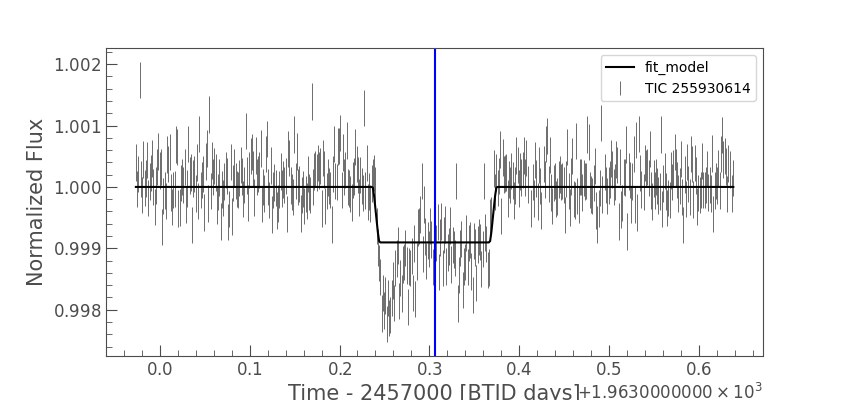 1.002
1.001
1.000
0.999
0.998
Normalized Flux
fit_model
TIC 255930614
0.0 0.1 0.2 0.3 0.4 0.5 0.6
Time - 2457000 [BTJD days]
+1.9630000000 × 10³